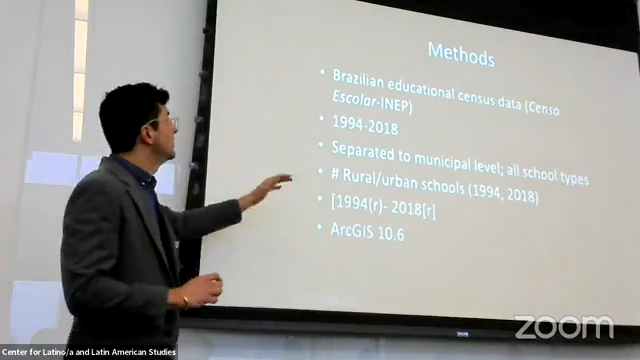 Methods
• Brazilian educational census data (Censo
Escolar-INEP)
• 1994-2018
• Separated to municipal level; all school types
• # Rural/urban schools (1994, 2018)
• [1994(r)- 2018[r]
• ArcGIS 10.6
zoom
Center for Latino/a and Latin American Studies